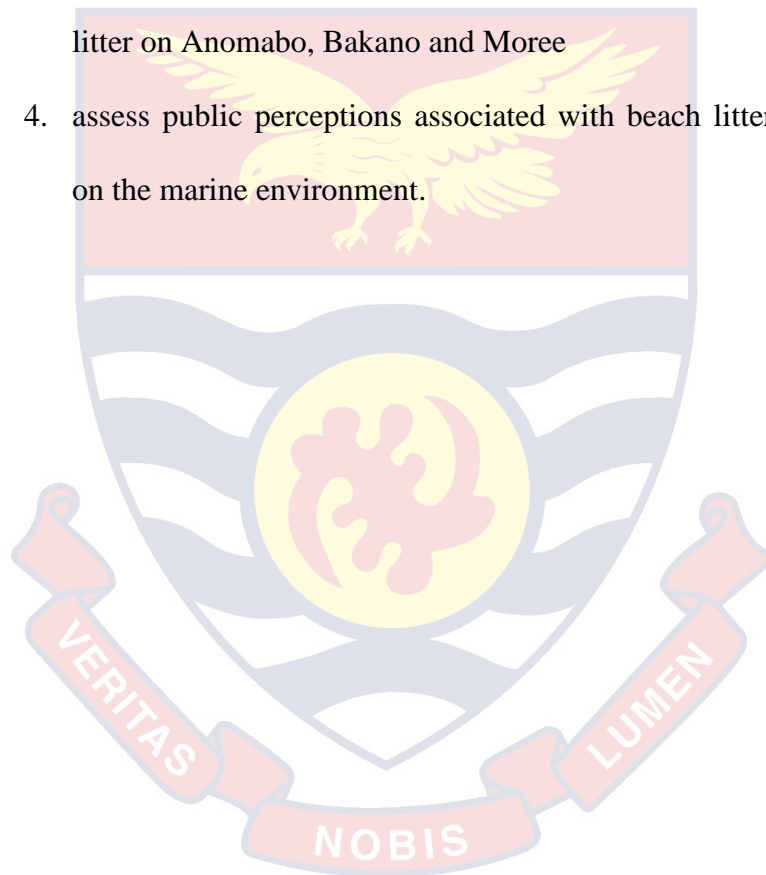 litter on Anomabo, Bakano and Moree
4. assess public perceptions associated with beach litter
on the marine environment.
VERITAS
NOBIS
LUMEN